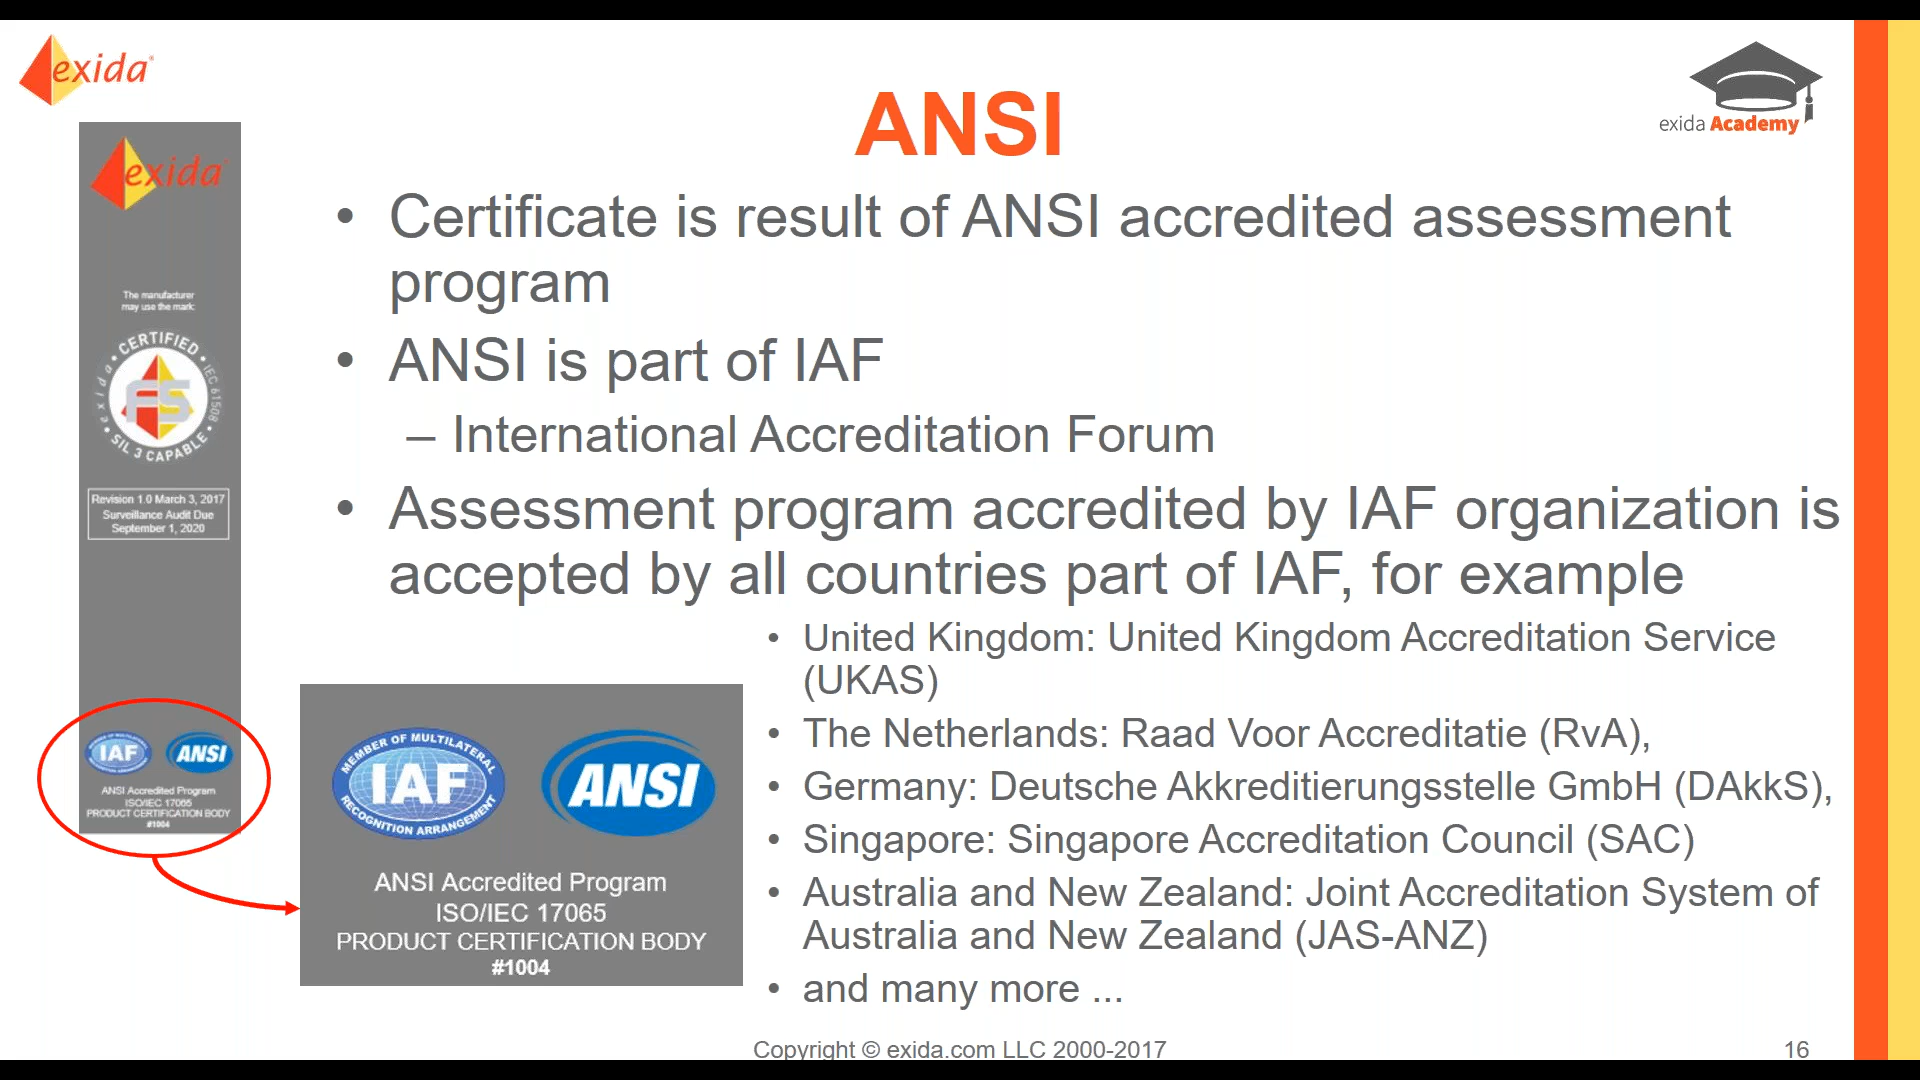 exida
exida Academy
ANSI
exida
The manufacturer
may use the mark:
exida CERTIFIED IEC 61508
FS
SIL 3 CAPABLE
Revision 1.0 March 3, 2017
Surveillance Audit Due
September 1, 2020
IAF ANSI
ANSI Accredited Program
ISO/IEC 17065
PRODUCT CERTIFICATION BODY
#1004
• Certificate is result of ANSI accredited assessment
program
• ANSI is part of IAF
– International Accreditation Forum
• Assessment program accredited by IAF organization is
accepted by all countries part of IAF, for example
• United Kingdom: United Kingdom Accreditation Service
(UKAS)
• The Netherlands: Raad Voor Accreditatie (RvA),
• Germany: Deutsche Akkreditierungsstelle GmbH (DAkkS),
• Singapore: Singapore Accreditation Council (SAC)
• Australia and New Zealand: Joint Accreditation System of
Australia and New Zealand (JAS-ANZ)
• and many more ...
MEMBER OF MULTILATERAL
IAF
RECOGNITION ARRANGEMENT
ANSI
ANSI Accredited Program
ISO/IEC 17065
PRODUCT CERTIFICATION BODY
#1004
Copyright © exida.com LLC 2000-2017
16